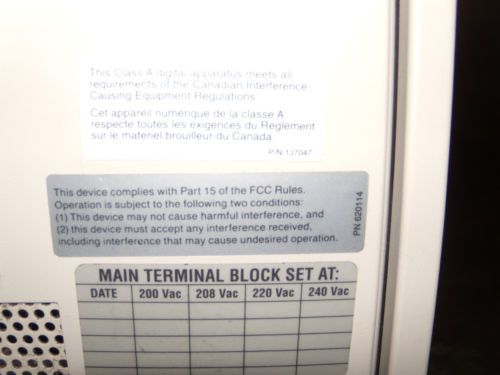 This Class A digital apparatus meets all
requirements of the Canadian Interference-
Causing Equipment Regulations
Cet appareil numerique de la classe A
respecte toutes les exigences du Reglement
sur le materiel brouilleur du Canada.
P/N 1J7047
This device complies with Part 15 of the FCC Rules.
Operation is subject to the following two conditions:
(1) This device may not cause harmful interference, and
(2) this device must accept any interference received,
including interference that may cause undesired operation.
PN 620114
MAIN TERMINAL BLOCK SET AT:
DATE 200 Vac 208 Vac 220 Vac 240 Vac